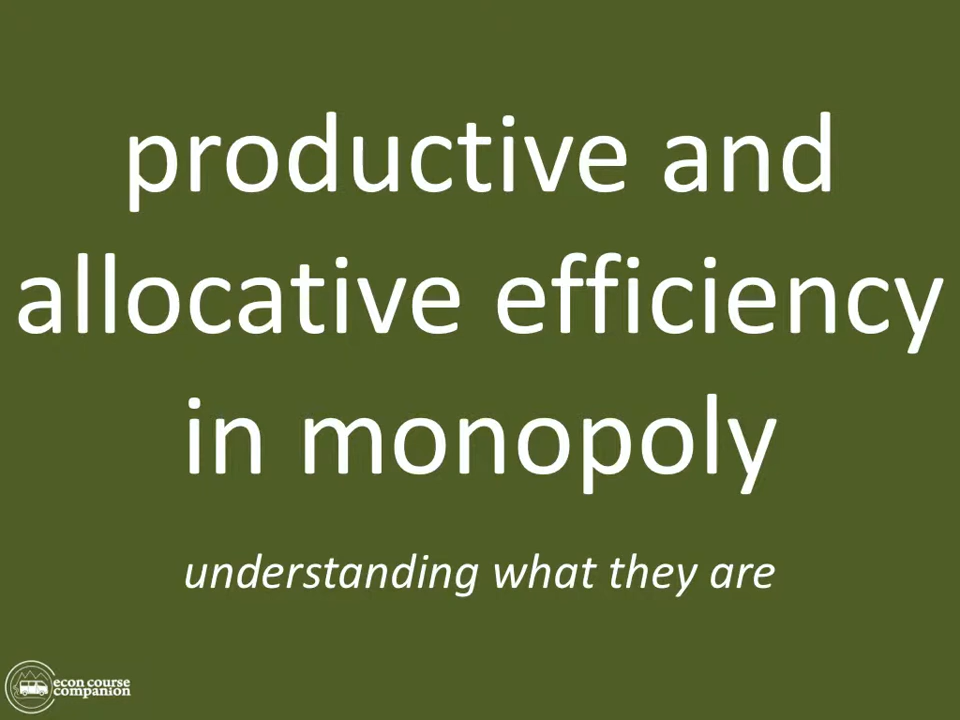 productive and
allocative efficiency
in monopoly
understanding what they are
econ course
companion